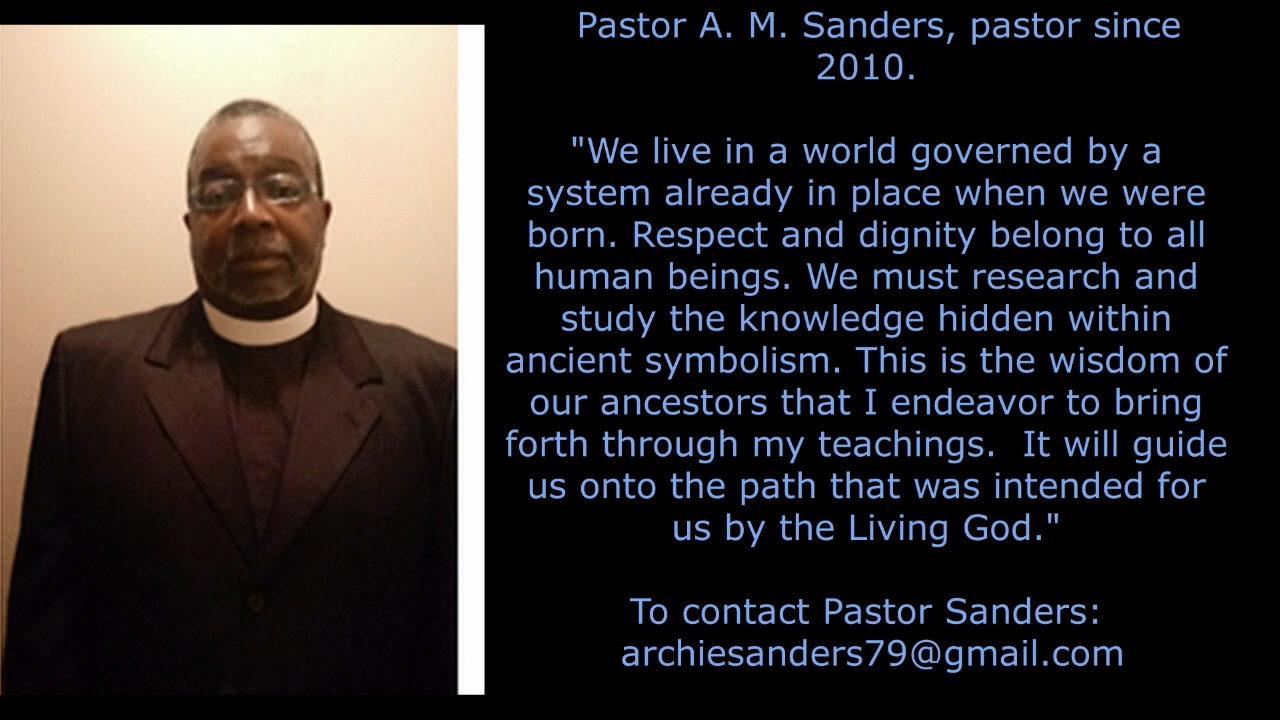 Pastor A. M. Sanders, pastor since
2010.
"We live in a world governed by a
system already in place when we were
born. Respect and dignity belong to all
human beings. We must research and
study the knowledge hidden within
ancient symbolism. This is the wisdom of
our ancestors that I endeavor to bring
forth through my teachings.  It will guide
us onto the path that was intended for
us by the Living God."
To contact Pastor Sanders:
archiesanders79@gmail.com